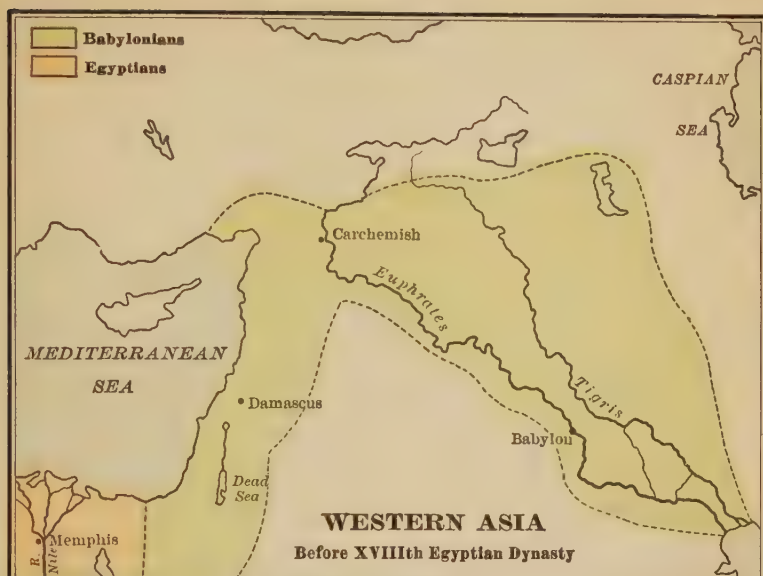 Babylonians
Egyptians
CASPIAN
SEA
Carchemish
Euphrates
MEDITERRANEAN
SEA
Damascus
Tigris
Babylon
Dead
Sea
WESTERN ASIA
Before XVIIIth Egyptian Dynasty
Memphis
R.
Nile